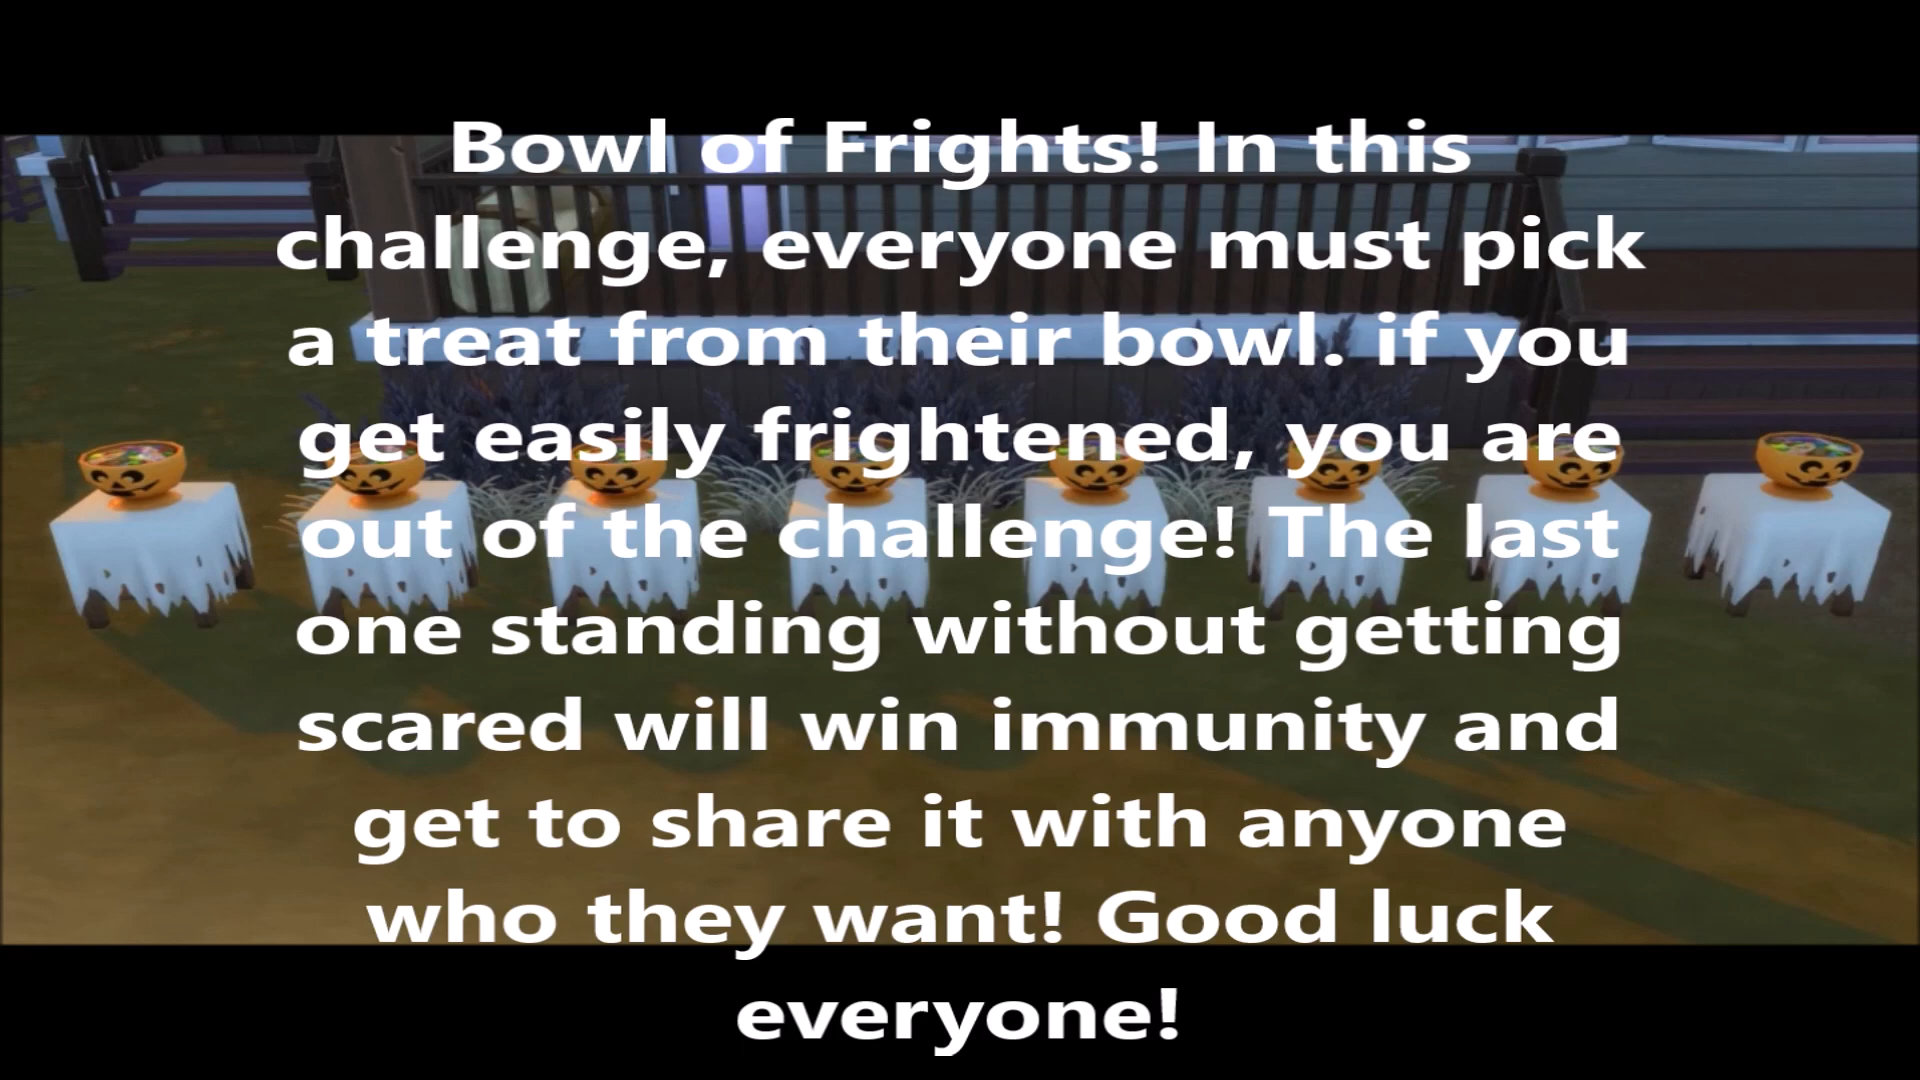 Bowl of Frights! In this
challenge, everyone must pick
a treat from their bowl. if you
get easily frightened, you are
out of the challenge! The last
one standing without getting
scared will win immunity and
get to share it with anyone
who they want! Good luck
everyone!